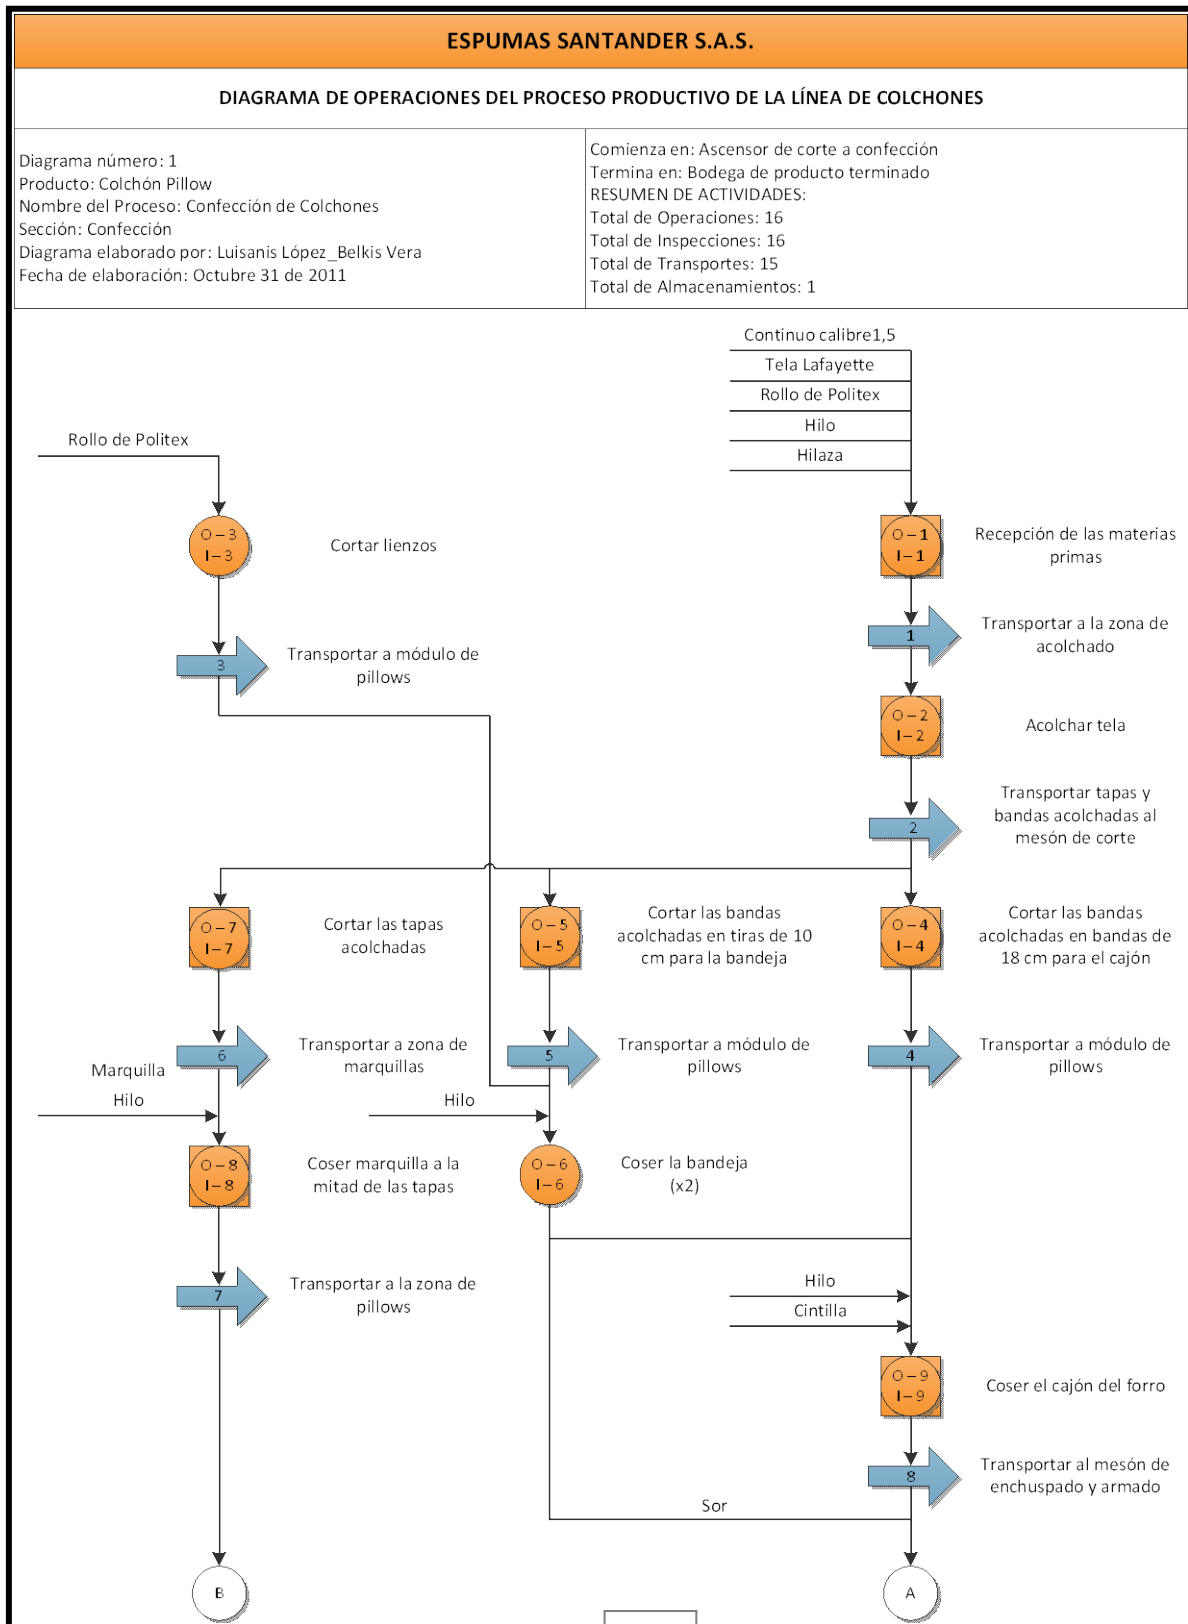 ESPUMAS SANTANDER S.A.S.
DIAGRAMA DE OPERACIONES DEL PROCESO PRODUCTIVO DE LA LÍNEA DE COLCHONES
Diagrama número: 1
Producto: Colchón Pillow
Nombre del Proceso: Confección de Colchones
Sección: Confección
Diagrama elaborado por: Luisanis López_Belkis Vera
Fecha de elaboración: Octubre 31 de 2011
Comienza en: Ascensor de corte a confección
Termina en: Bodega de producto terminado
RESUMEN DE ACTIVIDADES:
Total de Operaciones: 16
Total de Inspecciones: 16
Total de Transportes: 15
Total de Almacenamientos: 1
Continuo calibre1,5
Tela Lafayette
Rollo de Politex
Hilo
Hilaza
Rollo de Politex
O – 3
I – 3
Cortar lienzos
O – 1
I – 1
Recepción de las materias
primas
3
Transportar a módulo de
pillows
1
Transportar a la zona de
acolchado
O – 2
I – 2
Acolchar tela
2
Transportar tapas y
bandas acolchadas al
mesón de corte
O – 7
I – 7
Cortar las tapas
acolchadas
O – 5
I – 5
Cortar las bandas
acolchadas en tiras de 10
cm para la bandeja
O – 4
I – 4
Cortar las bandas
acolchadas en bandas de
18 cm para el cajón
6
Transportar a zona de
marquillas
5
Transportar a módulo de
pillows
4
Transportar a módulo de
pillows
Marquilla
Hilo
Hilo
O – 8
I – 8
Coser marquilla a la
mitad de las tapas
O – 6
I – 6
Coser la bandeja
(x2)
7
Transportar a la zona de
pillows
Hilo
Cintilla
O – 9
I – 9
Coser el cajón del forro
8
Transportar al mesón de
enchuspado y armado
Sor
B
A